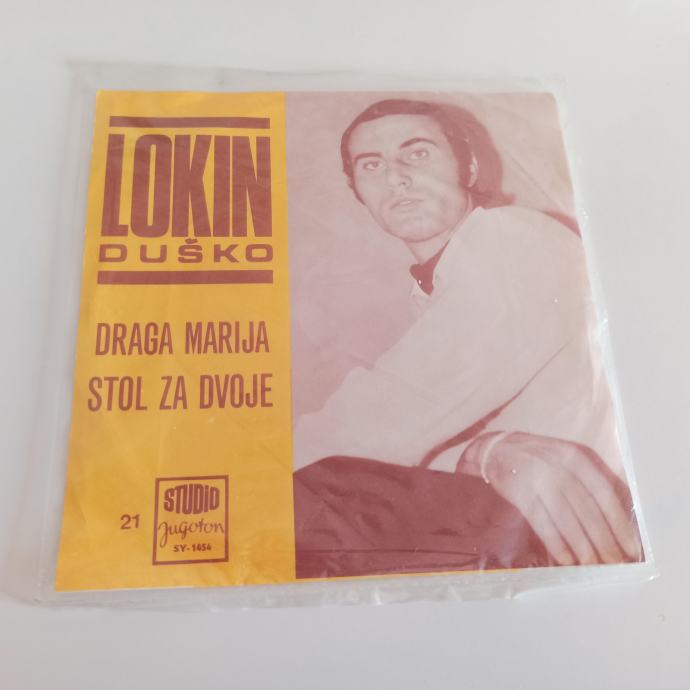 LOKIN
DUŠKO
DRAGA MARIJA
STOL ZA DVOJE
21
STUDIO
Jugoton
SY-1454